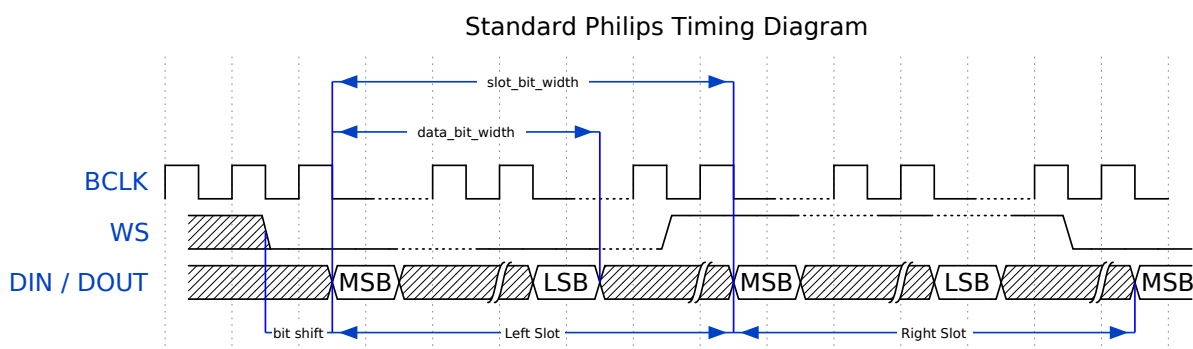 Standard Philips Timing Diagram
slot_bit_width
data_bit_width
BCLK
WS
DIN / DOUT
MSB
LSB
MSB
LSB
MSB
bit shift
Left Slot
Right Slot